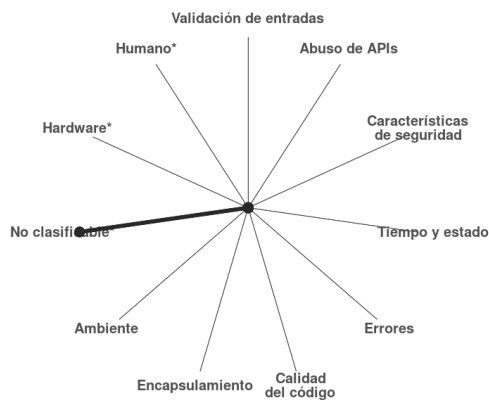 Validación de entradas
Humano*
Abuso de APIs
Hardware*
Características
de seguridad
No clasificable*
Tiempo y estado
Ambiente
Errores
Encapsulamiento
Calidad
del código